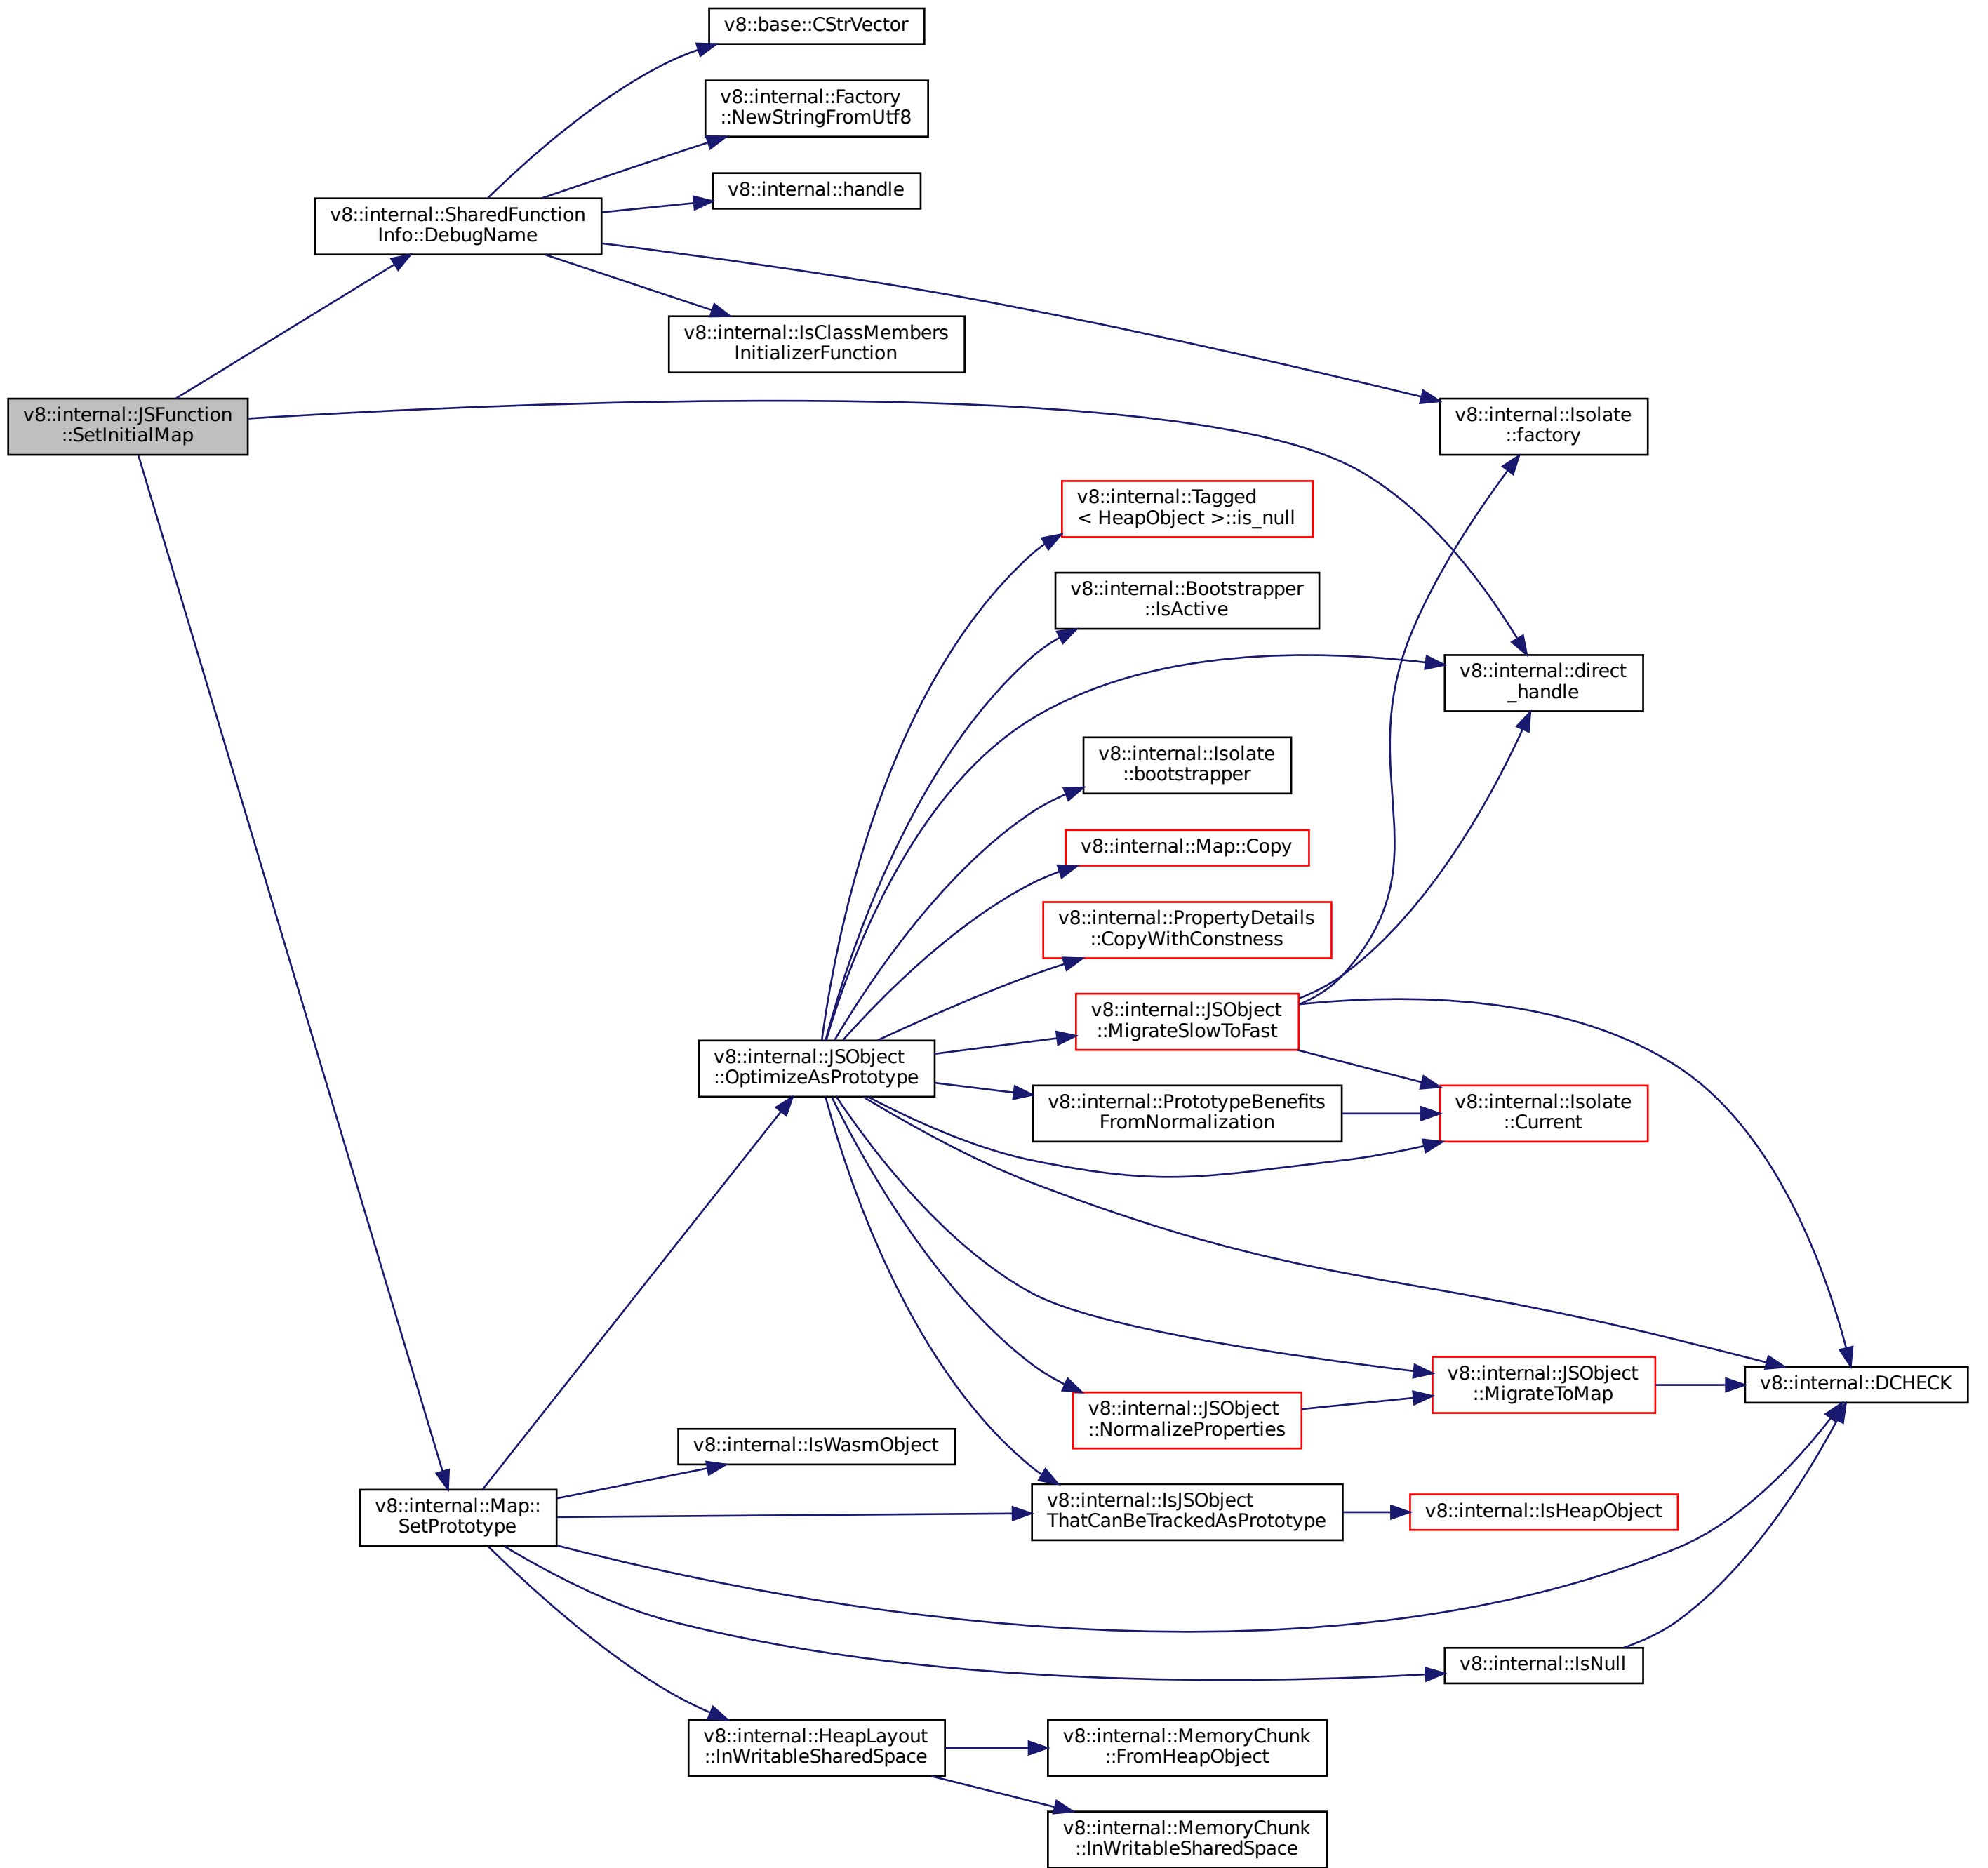 v8::base::CStrVector
v8::internal::Factory
::NewStringFromUtf8
v8::internal::handle
v8::internal::SharedFunction
Info::DebugName
v8::internal::IsClassMembers
InitializerFunction
v8::internal::JSFunction
::SetInitialMap
v8::internal::Isolate
::factory
v8::internal::Tagged
< HeapObject >::is_null
v8::internal::Bootstrapper
::IsActive
v8::internal::direct
_handle
v8::internal::Isolate
::bootstrapper
v8::internal::Map::Copy
v8::internal::PropertyDetails
::CopyWithConstness
v8::internal::JSObject
::MigrateSlowToFast
v8::internal::JSObject
::OptimizeAsPrototype
v8::internal::PrototypeBenefits
FromNormalization
v8::internal::Isolate
::Current
v8::internal::JSObject
::MigrateToMap
v8::internal::DCHECK
v8::internal::JSObject
::NormalizeProperties
v8::internal::IsWasmObject
v8::internal::Map::
SetPrototype
v8::internal::IsJSObject
ThatCanBeTrackedAsPrototype
v8::internal::IsHeapObject
v8::internal::IsNull
v8::internal::HeapLayout
::InWritableSharedSpace
v8::internal::MemoryChunk
::FromHeapObject
v8::internal::MemoryChunk
::InWritableSharedSpace